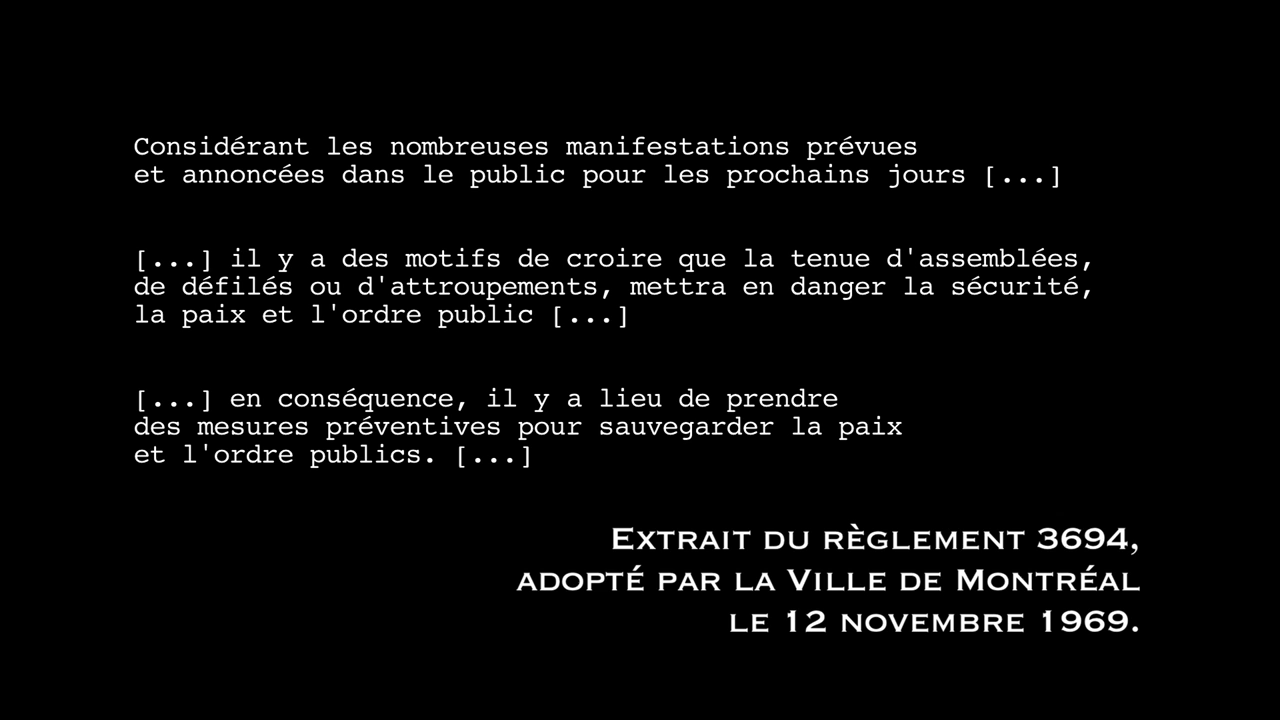 Considérant les nombreuses manifestations prévues
et annoncées dans le public pour les prochains jours [...]
[...] il y a des motifs de croire que la tenue d'assemblées,
de défilés ou d'attroupements, mettra en danger la sécurité,
la paix et l'ordre public [...]
[...] en conséquence, il y a lieu de prendre
des mesures préventives pour sauvegarder la paix
et l'ordre publics. [...]
Extrait du règlement 3694,
adopté par la Ville de Montréal
le 12 novembre 1969.